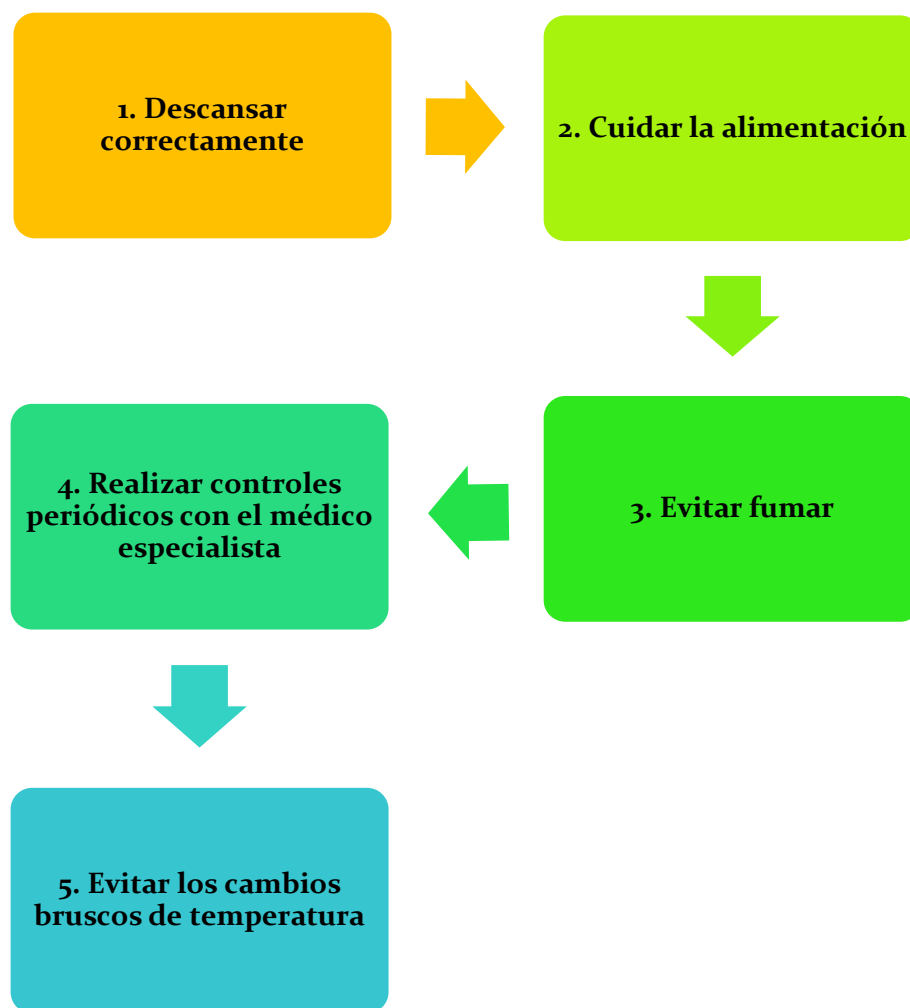 1. Descansar
correctamente
2. Cuidar la alimentación
3. Evitar fumar
4. Realizar controles
periódicos con el médico
especialista
5. Evitar los cambios
bruscos de temperatura